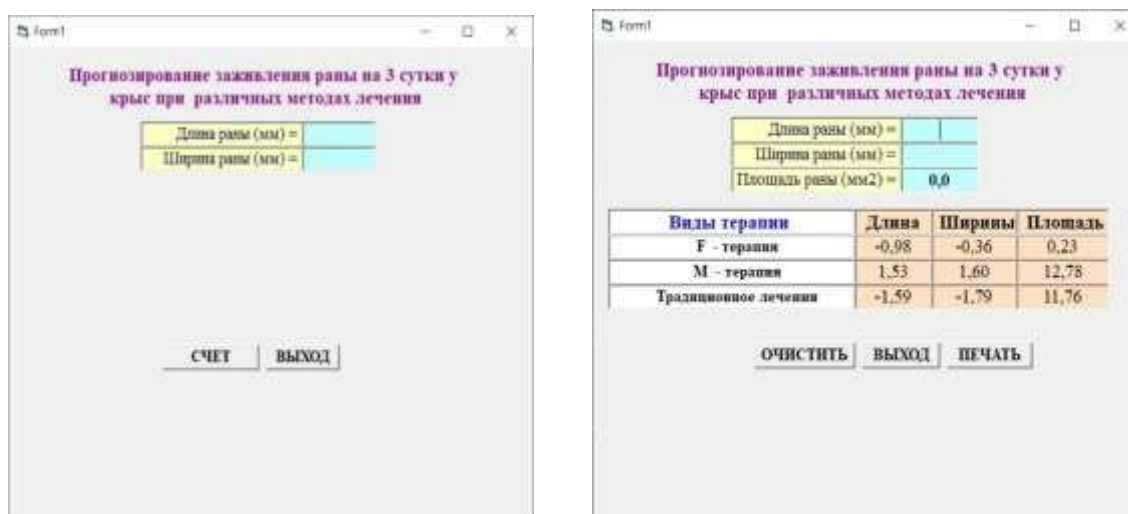 Form1
Прогнозирование заживления раны на 3 сутки у
крыс при различных методах лечения
Длина раны (мм) =
Ширина раны (мм) =
СЧЕТ ВЫХОД
Form1
Прогнозирование заживления раны на 3 сутки у
крыс при различных методах лечения
Длина раны (мм) =
Ширина раны (мм) =
Площадь раны (мм2) = 0,0
Виды терапии Длина Ширины Площадь
F - терапия -0,98 -0,36 0,23
M - терапия 1,53 1,60 12,78
Традиционное лечения -1,59 -1,79 11,76
ОЧИСТИТЬ ВЫХОД ПЕЧАТЬ